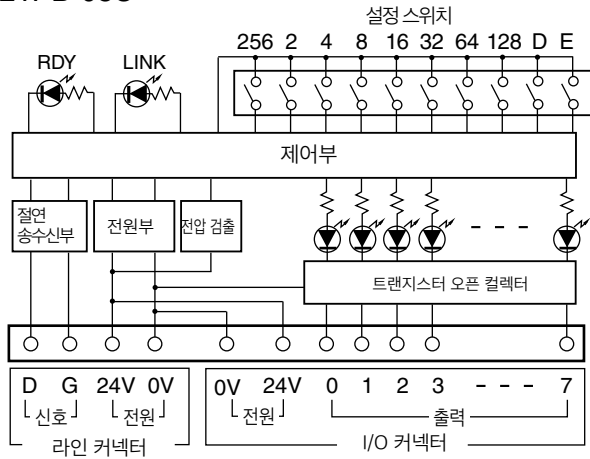 설정 스위치
256 2 4 8 16 32 64 128 D E
RDY LINK
제어부
절연
송수신부
전원부
전압 검출
트랜지스터 오픈 컬렉터
D G 24V 0V 0V 24V 0 1 2 3 - - - 7
신호 전원 전원 출력
라인 커넥터 I/O 커넥터